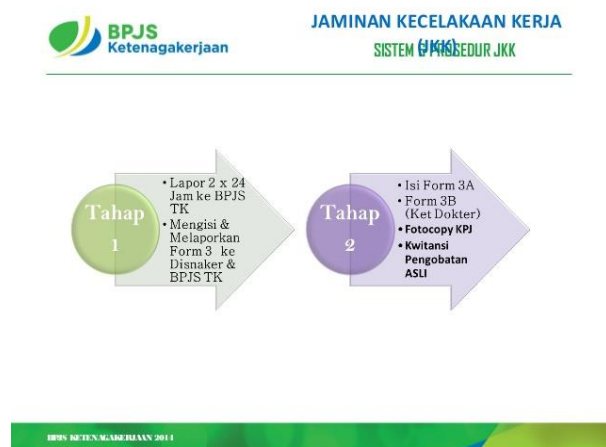 BPJS
Ketenagakerjaan
JAMINAN KECELAKAAN KERJA
(JKK)
SISTEM & PROSEDUR JKK
Tahap
1
• Lapor 2 x 24
Jam ke BPJS
TK
• Mengisi &
Melaporkan
Form 3 ke
Disnaker &
BPJS TK
Tahap
2
• Isi Form 3A
• Form 3B
(Ket Dokter)
• Fotocopy KPJ
• Kwitansi
Pengobatan
ASLI
BPJS KETENAGAKERJAAN 2014